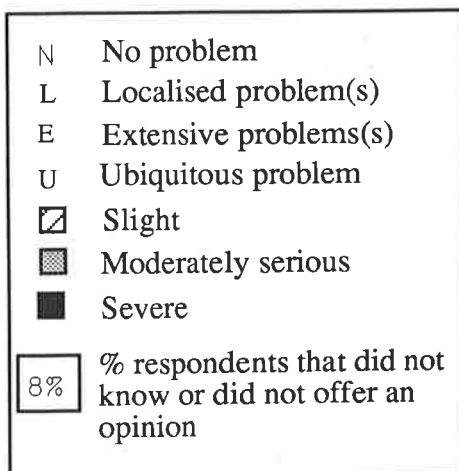 N No problem
L Localised problem(s)
E Extensive problems(s)
U Ubiquitous problem
Slight
Moderately serious
Severe
8% % respondents that did not
know or did not offer an
opinion